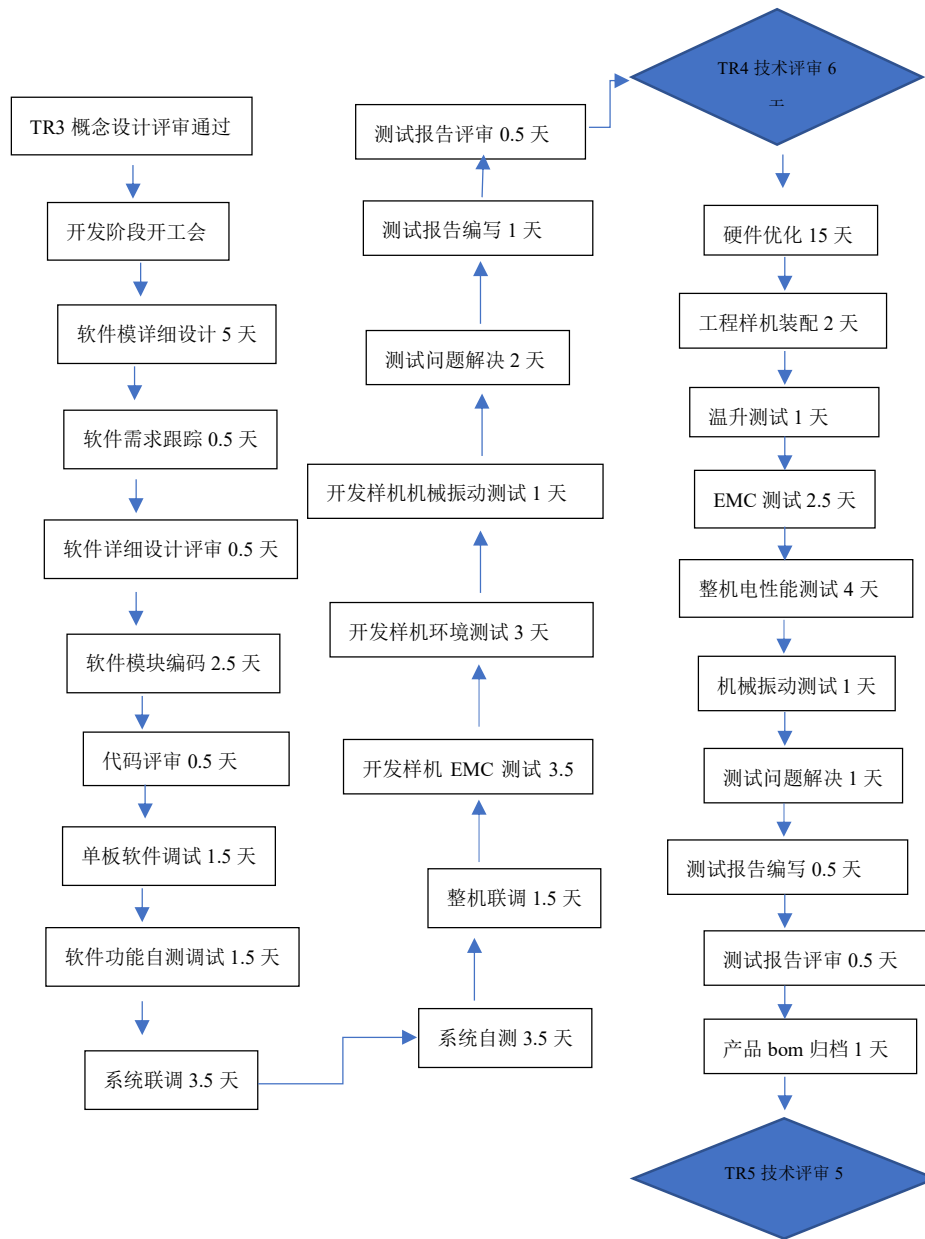 TR3 概念设计评审通过
开发阶段开工会
软件模详细设计 5 天
软件需求跟踪 0.5 天
软件详细设计评审 0.5 天
软件模块编码 2.5 天
代码评审 0.5 天
单板软件调试 1.5 天
软件功能自测调试 1.5 天
系统联调 3.5 天
系统自测 3.5 天
整机联调 1.5 天
开发样机 EMC 测试 3.5
开发样机环境测试 3 天
开发样机机械振动测试 1 天
测试问题解决 2 天
测试报告编写 1 天
测试报告评审 0.5 天
TR4 技术评审 6
硬件优化 15 天
工程样机装配 2 天
温升测试 1 天
EMC 测试 2.5 天
整机电性能测试 4 天
机械振动测试 1 天
测试问题解决 1 天
测试报告编写 0.5 天
测试报告评审 0.5 天
产品 bom 归档 1 天
TR5 技术评审 5